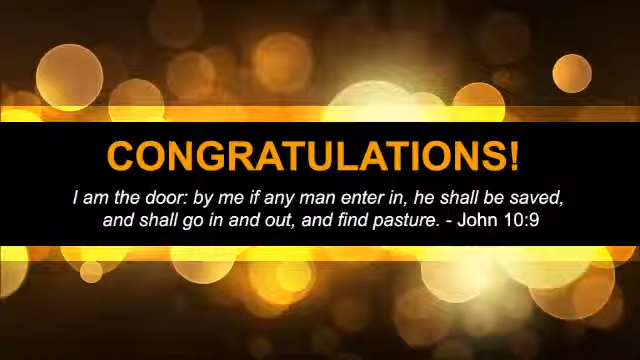 CONGRATULATIONS!
I am the door: by me if any man enter in, he shall be saved,
and shall go in and out, and find pasture. - John 10:9